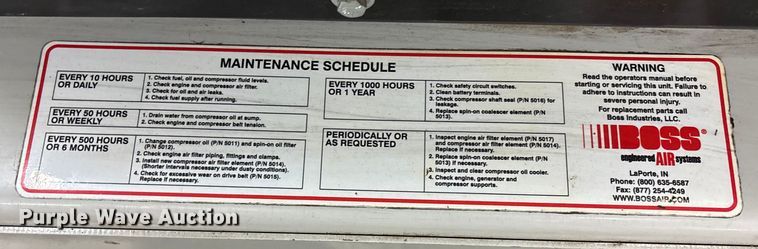 MAINTENANCE SCHEDULE
EVERY 10 HOURS
OR DAILY
1. Check fuel, oil and compressor fluid levels.
2. Check engine and compressor air filter.
3. Check for oil and air leaks.
4. Check fuel supply after running.
EVERY 50 HOURS
OR WEEKLY
1. Drain water from compressor oil at sump.
2. Check engine and compressor belt tension.
EVERY 500 HOURS
OR 6 MONTHS
1. Change compressor oil (P/N 5011) and spin-on oil filter
(P/N 5012).
2. Check engine air filter piping, fittings and clamps.
3. Install new compressor air filter element (P/N 5014).
(Shorter intervals necessary under dusty conditions).
4. Check for excessive wear on drive belt (P/N 5015).
Replace if necessary.
EVERY 1000 HOURS
OR 1 YEAR
1. Check safety circuit switches.
2. Clean battery terminals.
3. Check compressor shaft seal (P/N 5016) for
leakage.
4. Replace spin-on coalescer element (P/N
5013).
PERIODICALLY OR
AS REQUESTED
1. Inspect engine air filter element (P/N 5017)
and compressor air filter element (P/N 5014).
Replace if necessary.
2. Replace spin-on coalescer element (P/N
5013) if necessary.
3. Inspect and clear compressor oil cooler.
4. Check engine, generator and
compressor supports.
WARNING
Read the operators manual before
starting or servicing this unit. Failure to
adhere to instructions can result in
severe personal injury.
For replacement parts call
Boss Industries, LLC.
BOSS®
engineered AIR systems
LaPorte, IN
Phone: (800) 635-6587
Fax: (877) 254-4249
WWW.BOSSAIR.COM
Purple Wave Auction